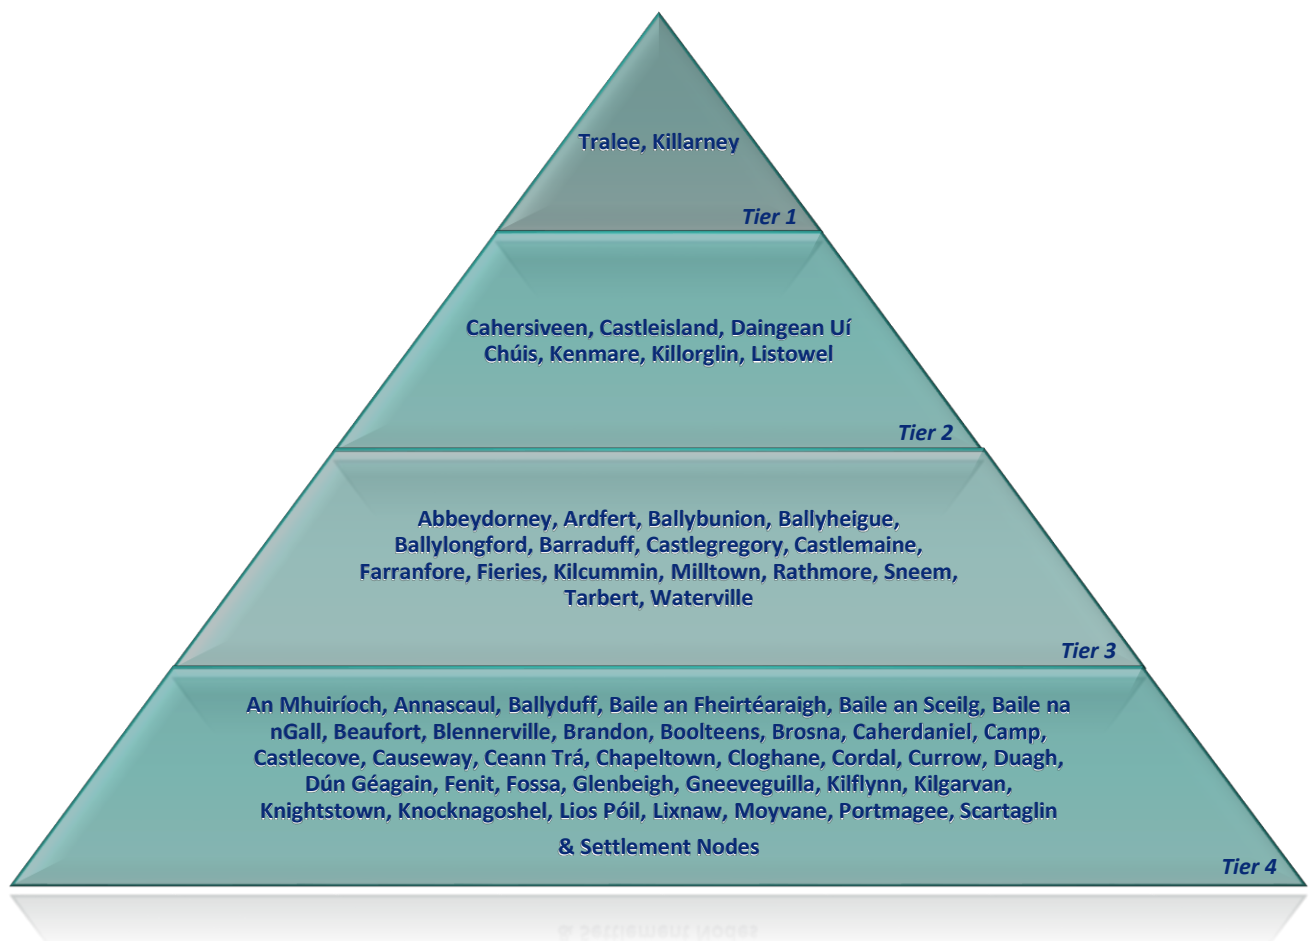 Tralee, Killarney
Tier 1
Cahersiveen, Castleisland, Daingean Uí
Chúis, Kenmare, Killorglin, Listowel
Tier 2
Abbeydorney, Ardfert, Ballybunion, Ballyheigue,
Ballylongford, Barraduff, Castlegregory, Castlemaine,
Farranfore, Fieries, Kilcummin, Milltown, Rathmore, Sneem,
Tarbert, Waterville
Tier 3
An Mhuiríoch, Annascaul, Ballyduff, Baile an Fheirtéaraigh, Baile an Sceilg, Baile na
nGall, Beaufort, Blennerville, Brandon, Boolteens, Brosna, Caherdaniel, Camp,
Castlecove, Causeway, Ceann Trá, Chapeltown, Cloghane, Cordal, Currow, Duagh,
Dún Géagain, Fenit, Fossa, Glenbeigh, Gneeveguilla, Kilflynn, Kilgarvan,
Knightstown, Knocknagoshel, Lios Póil, Lixnaw, Moyvane, Portmagee, Scartaglin
& Settlement Nodes
Tier 4